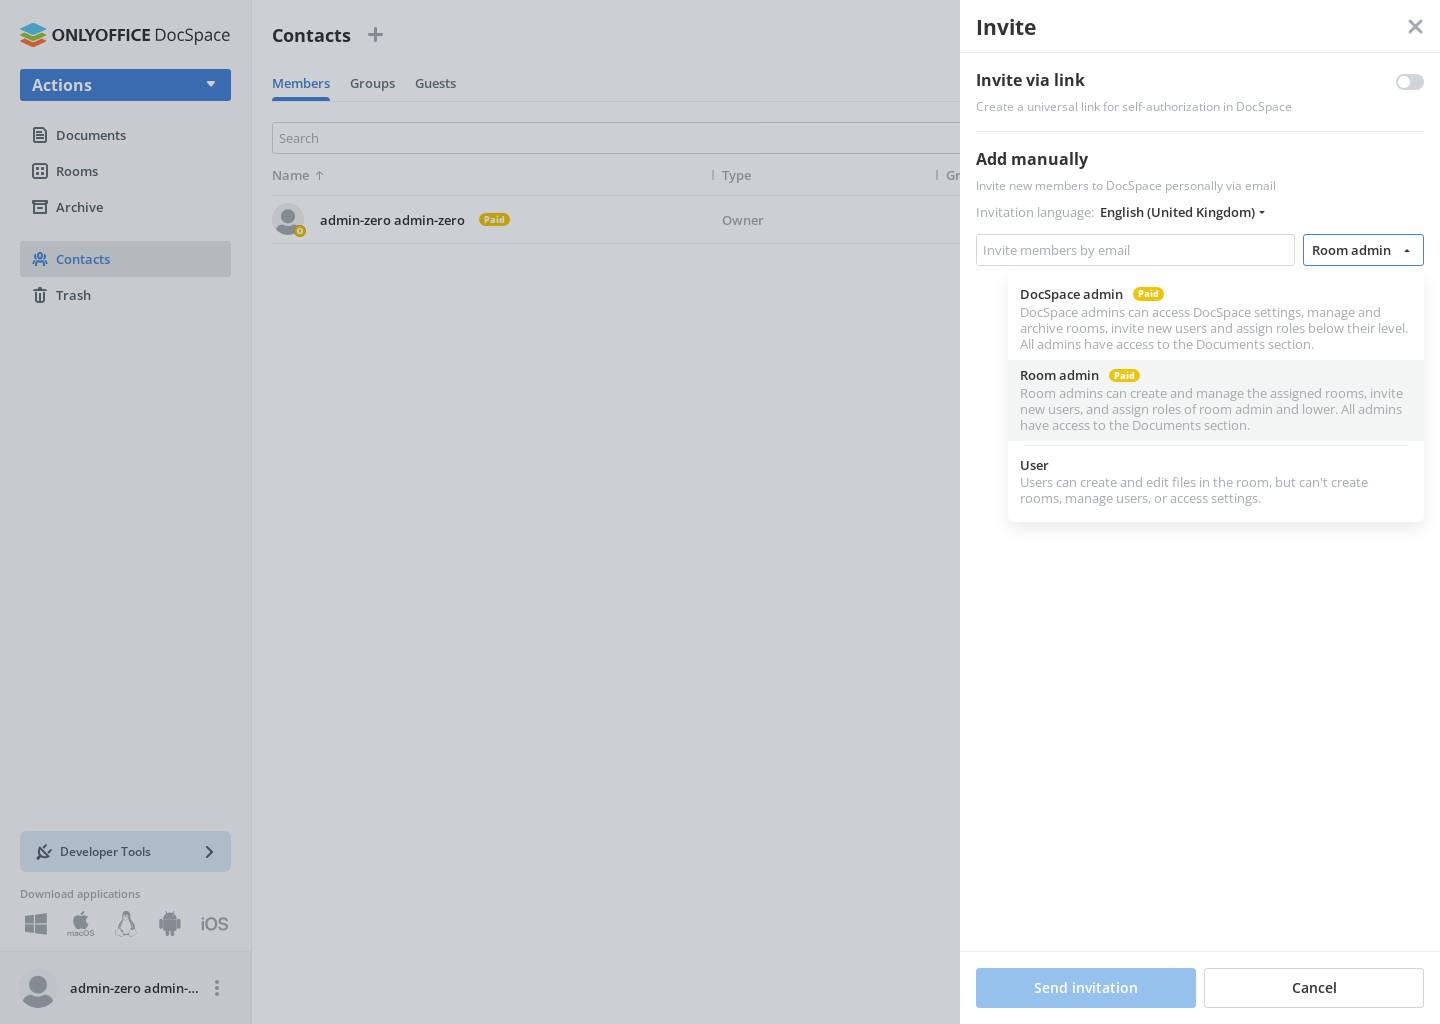 ONLYOFFICE DocSpace
Actions
Documents
Rooms
Archive
Contacts
Trash
Developer Tools
Download applications
macOS
iOS
admin-zero admin-...
Contacts
Members
Groups
Guests
Search
Name
Type
Gr
admin-zero admin-zero
Paid
Owner
Invite
Invite via link
Create a universal link for self-authorization in DocSpace
Add manually
Invite new members to DocSpace personally via email
Invitation language: English (United Kingdom)
Invite members by email
Room admin
DocSpace admin Paid
DocSpace admins can access DocSpace settings, manage and
archive rooms, invite new users and assign roles below their level.
All admins have access to the Documents section.
Room admin Paid
Room admins can create and manage the assigned rooms, invite
new users, and assign roles of room admin and lower. All admins
have access to the Documents section.
User
Users can create and edit files in the room, but can't create
rooms, manage users, or access settings.
Send invitation
Cancel